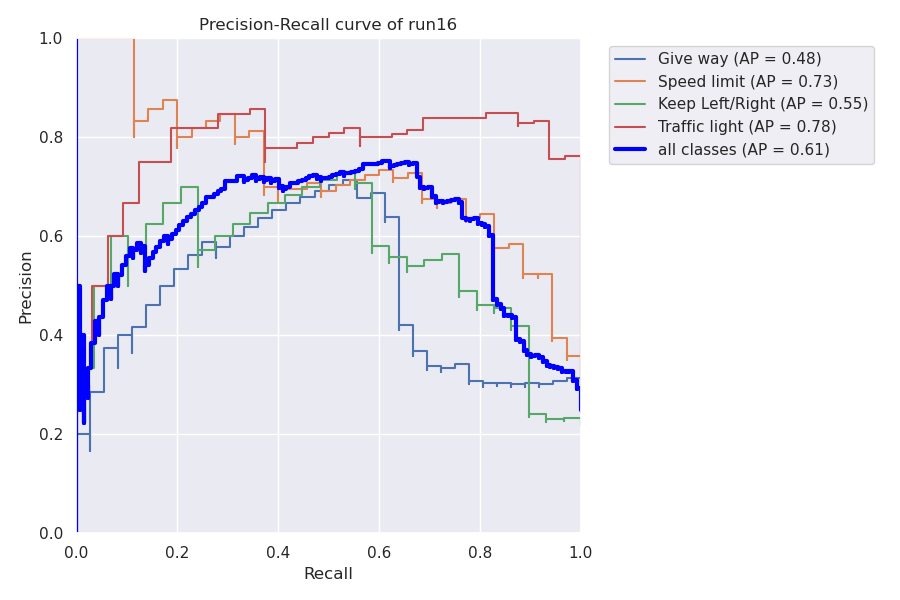 Precision-Recall curve of run16
1.0
0.8
0.6
0.4
0.2
0.0
Precision
0.0 0.2 0.4 0.6 0.8 1.0
Recall
Give way (AP = 0.48)
Speed limit (AP = 0.73)
Keep Left/Right (AP = 0.55)
Traffic light (AP = 0.78)
all classes (AP = 0.61)